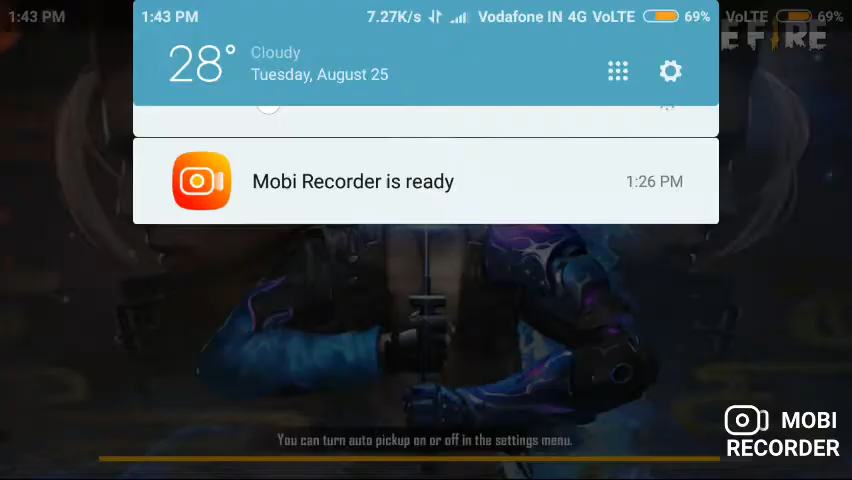 1:43 PM
1:43 PM 7.27K/s Vodafone IN 4G VoLTE 69%
VoLTE 69%
E FIRE
28° Cloudy
Tuesday, August 25
Mobi Recorder is ready 1:26 PM
You can turn auto pickup on or off in the settings menu.
MOBI
RECORDER